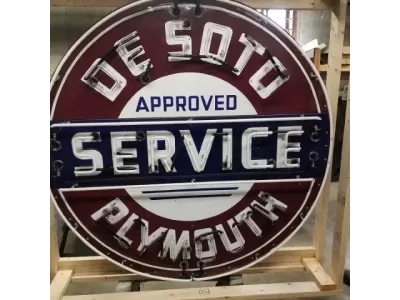 DE SOTO
APPROVED
SERVICE
PLYMOUTH